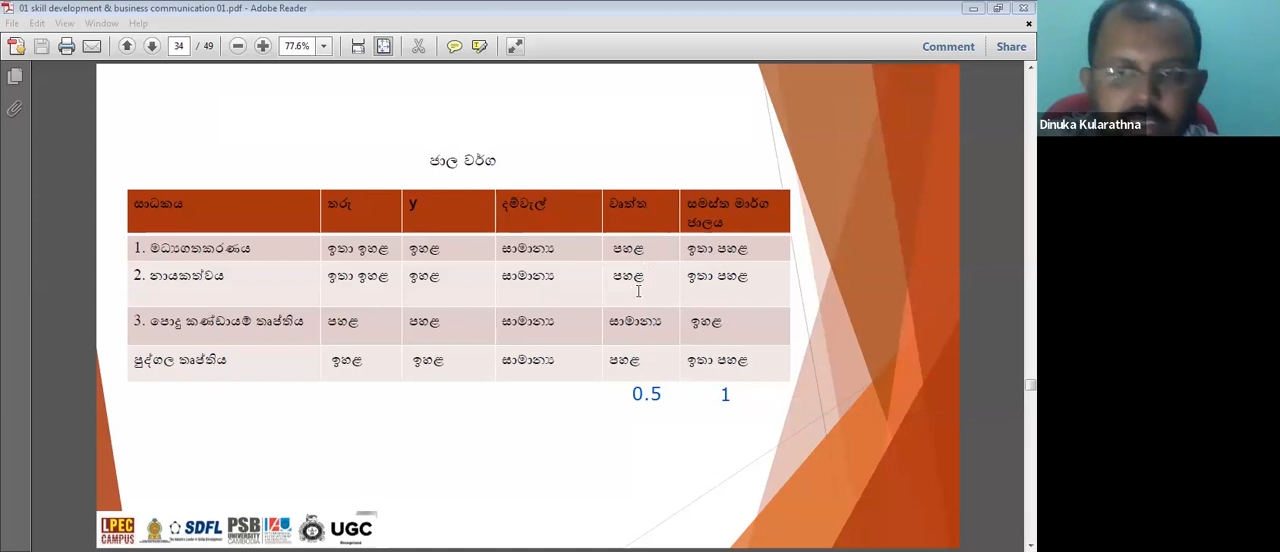 01 skill development & business communication 01.pdf - Adobe Reader
File Edit View Window Help
34 / 49 77.6% Comment Share
Dinuka Kularathna
ජාල වර්ග
සාධකය තරු y දම්වැල් වෘත්ත සමස්ත මාර්ග
ජාලය
1. මධ්‍යගතකරණය ඉතා ඉහළ ඉහළ සාමාන්‍ය පහළ ඉතා පහළ
2. නායකත්වය ඉතා ඉහළ ඉහළ සාමාන්‍ය පහළ ඉතා පහළ
3. පොදු කණ්ඩායම් තෘප්තිය පහළ පහළ සාමාන්‍ය සාමාන්‍ය ඉහළ
පුද්ගල තෘප්තිය ඉහළ ඉහළ සාමාන්‍ය පහළ ඉතා පහළ
0.5 1
LPEC CAMPUS SDFL PSB UNIVERSITY CAMBODIA IAU UGC